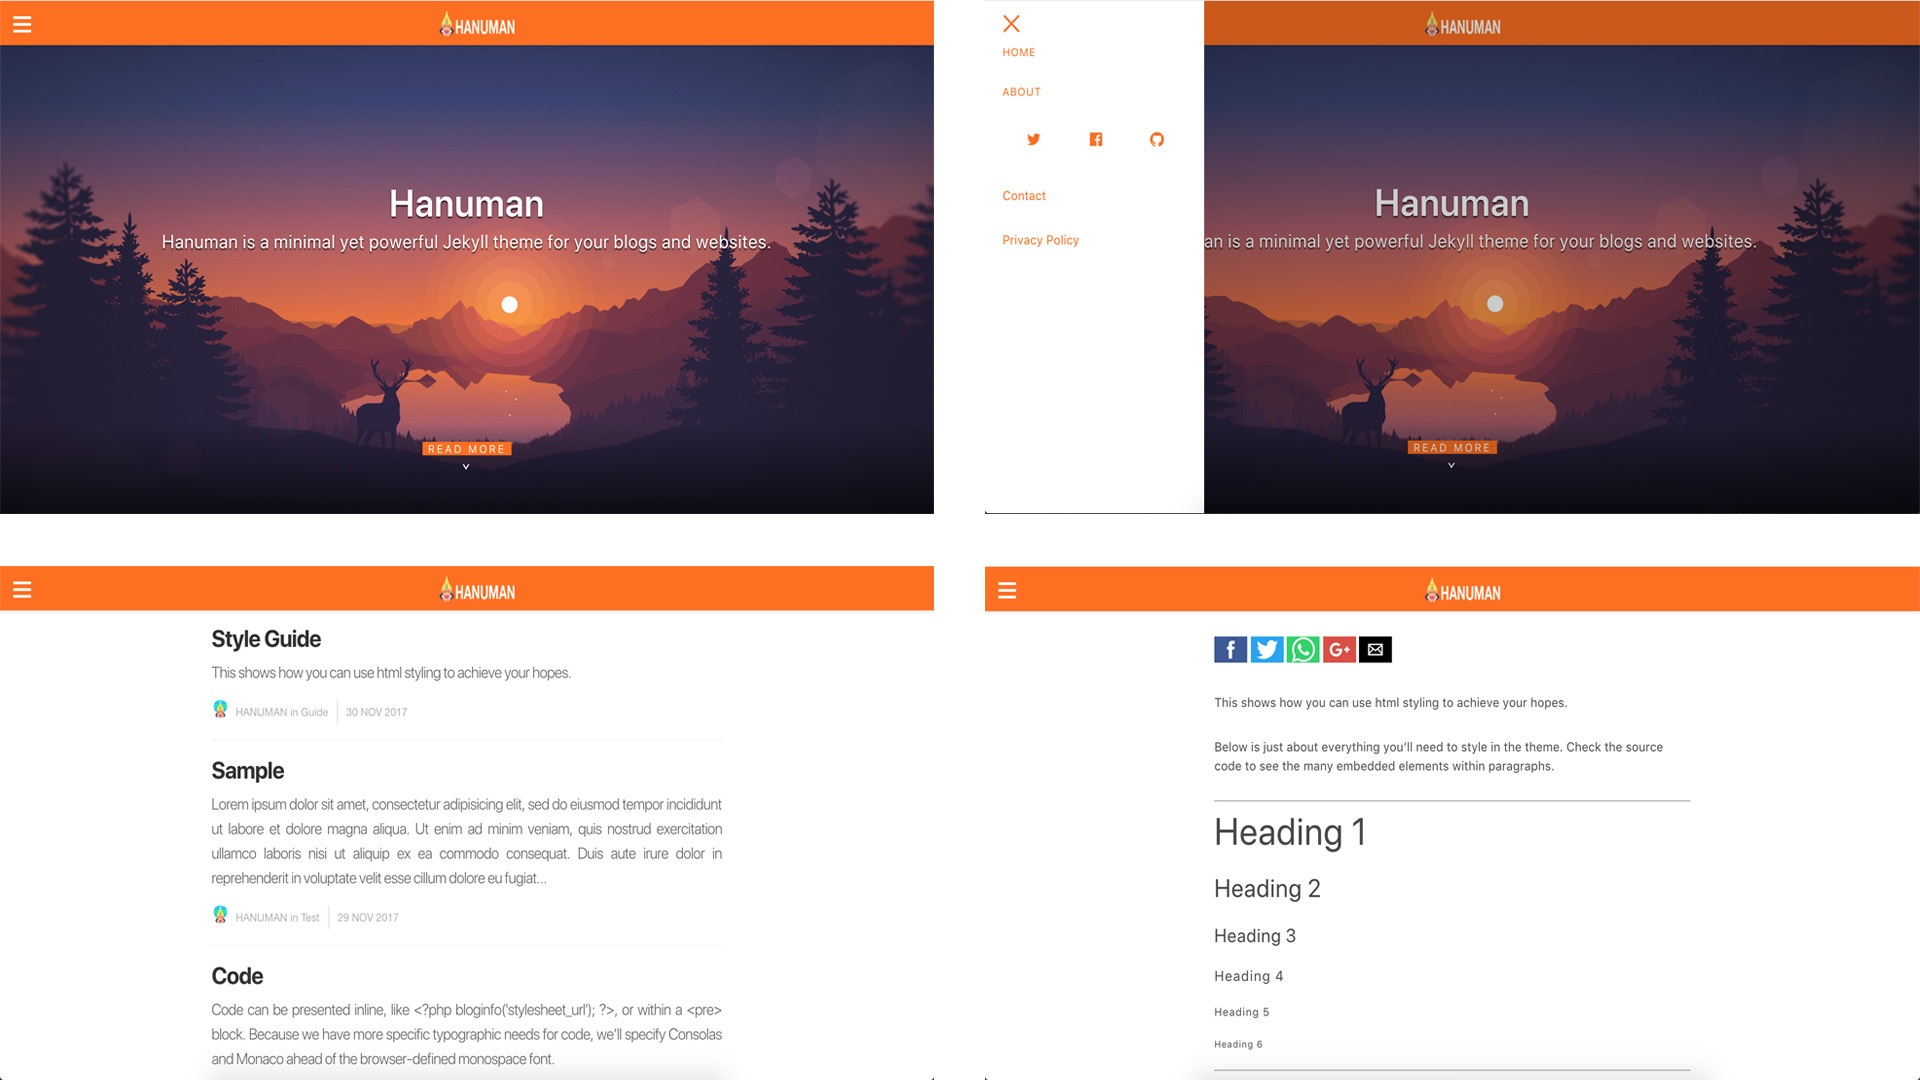 HANUMAN
Hanuman
Hanuman is a minimal yet powerful Jekyll theme for your blogs and websites.
READ MORE
HOME
ABOUT
Contact
Privacy Policy
HANUMAN
Hanuman
an is a minimal yet powerful Jekyll theme for your blogs and websites.
READ MORE
HANUMAN
Style Guide
This shows how you can use html styling to achieve your hopes.
HANUMAN in Guide
30 NOV 2017
Sample
Lorem ipsum dolor sit amet, consectetur adipisicing elit, sed do eiusmod tempor incididunt
ut labore et dolore magna aliqua. Ut enim ad minim veniam, quis nostrud exercitation
ullamco laboris nisi ut aliquip ex ea commodo consequat. Duis aute irure dolor in
reprehenderit in voluptate velit esse cillum dolore eu fugiat...
HANUMAN in Test
29 NOV 2017
Code
Code can be presented inline, like <?php bloginfo('stylesheet_url'); ?>, or within a <pre>
block. Because we have more specific typographic needs for code, we’ll specify Consolas
and Monaco ahead of the browser-defined monospace font.
HANUMAN
This shows how you can use html styling to achieve your hopes.
Below is just about everything you’ll need to style in the theme. Check the source
code to see the many embedded elements within paragraphs.
Heading 1
Heading 2
Heading 3
Heading 4
Heading 5
Heading 6